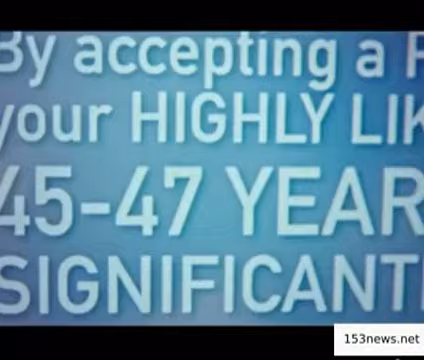 By accepting a
your HIGHLY
45-47 YEAR
SIGNIFICANT
153news.net